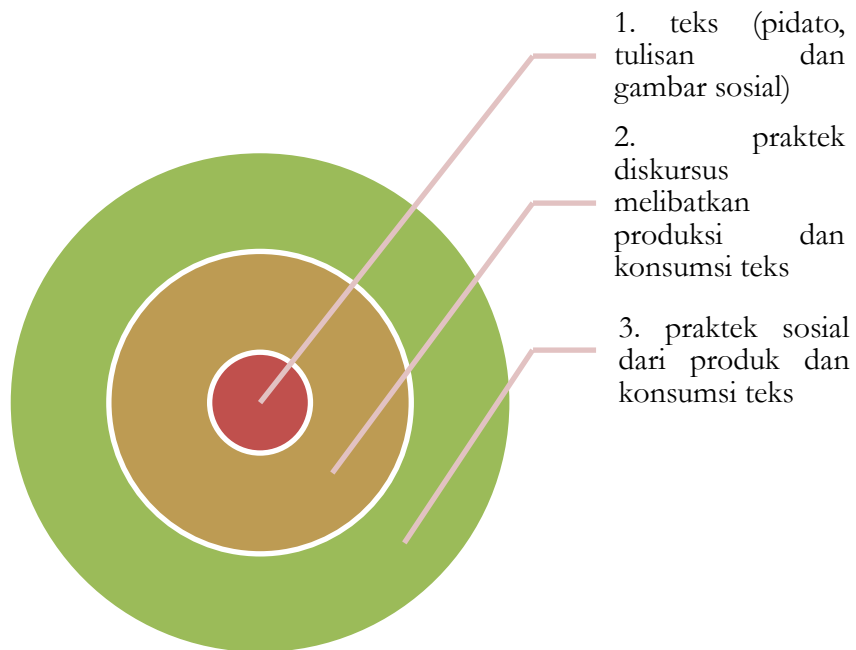 1. teks (pidato,
tulisan dan
gambar sosial)
2. praktek
diskursus
melibatkan
produksi dan
konsumsi teks
3. praktek sosial
dari produk dan
konsumsi teks